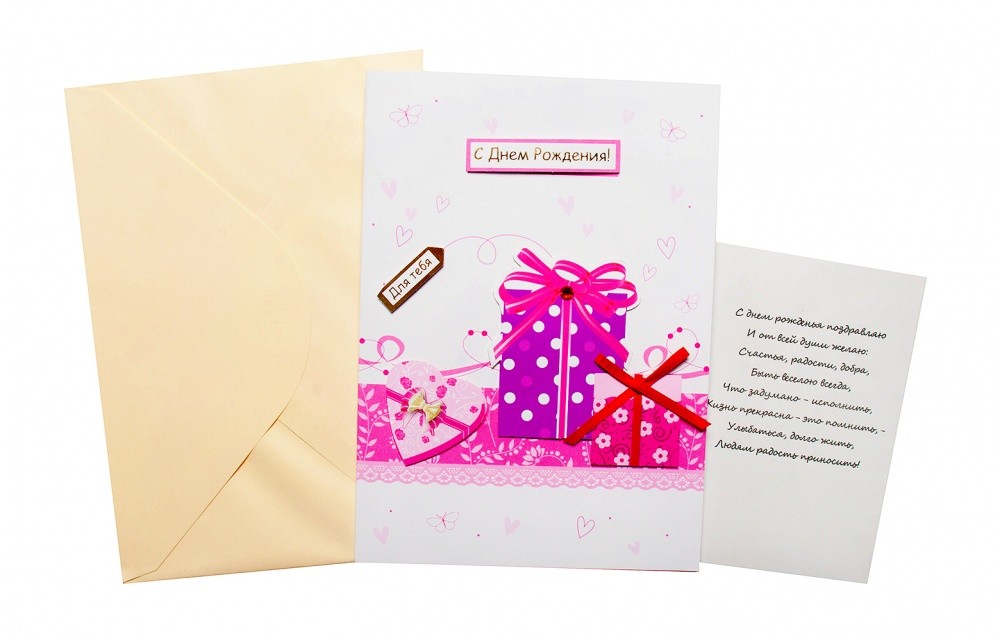 С Днем Рождения!
Для тебя
С днем рожденья поздравляю
И от всей души желаю:
Счастья, радости, добра,
Быть веселою всегда,
Что задумано - исполнить,
Жизнь прекрасна - это помнить, -
Улыбаться, долго жить,
Людям радость приносить!